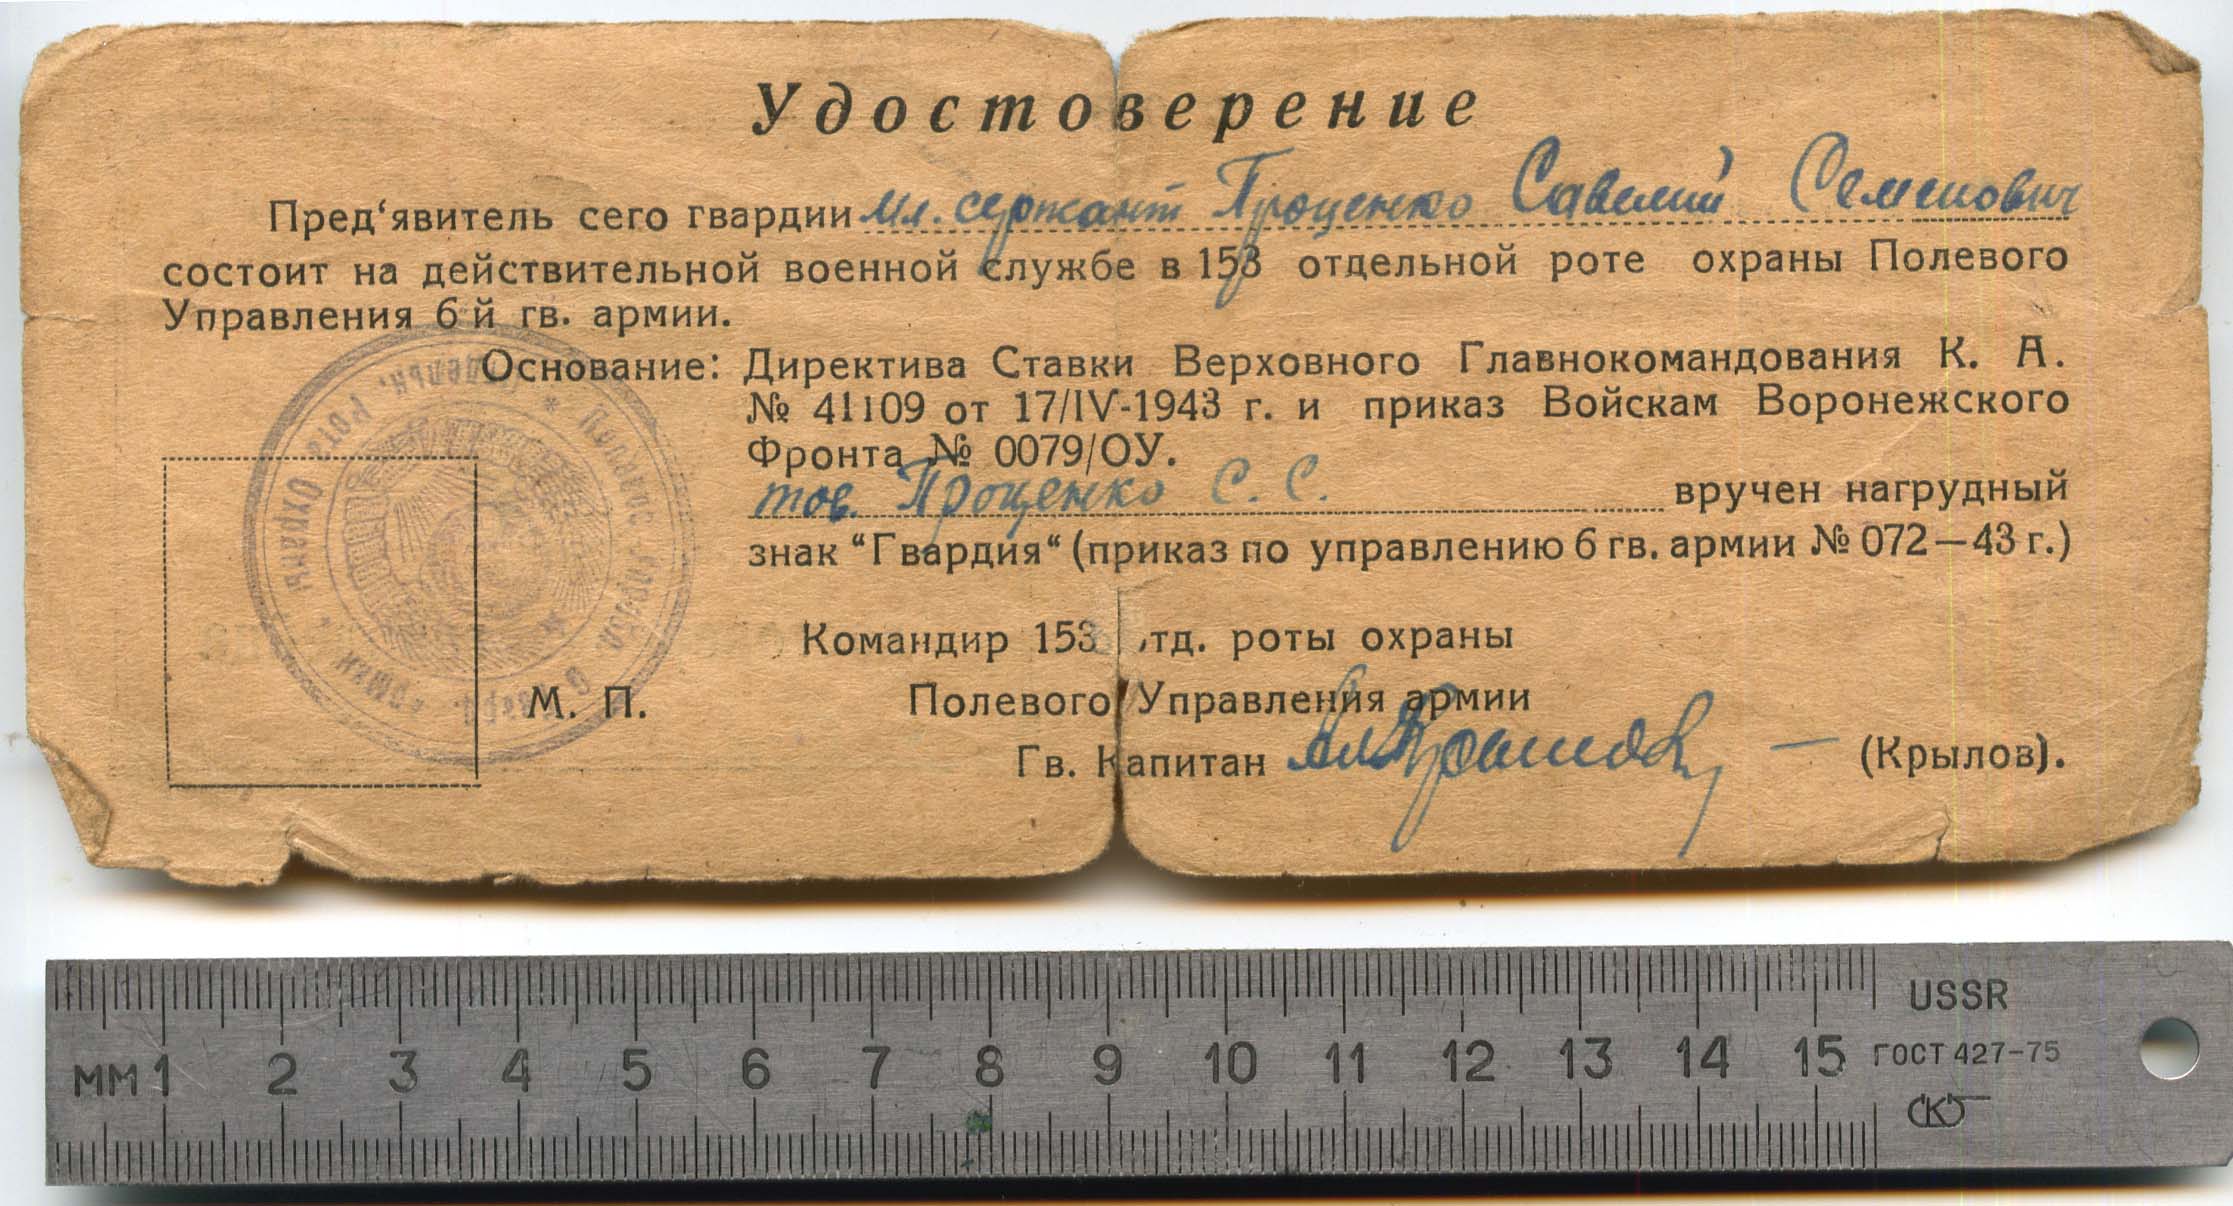 Удостоверение
Пред‘явитель сего гвардии мл. сержант Проценко Савелий Семенович
состоит на действительной военной службе в 153 отдельной роте охраны Полевого
Управления 6 й гв. армии.
Основание: Директива Ставки Верховного Главнокомандования К. А.
№ 41109 от 17/IV-1943 г. и приказ Войскам Воронежского
Фронта № 0079/ОУ.
тов. Проценко С. С. вручен нагрудный
знак “Гвардия“ (приказ по управлению 6 гв. армии № 072—43 г.)
Командир 153 отд. роты охраны
М. П. Полевого Управления армии
Гв. Капитан (Крылов).
Рота Охраны
USSR
ММ 1 2 3 4 5 6 7 8 9 10 11 12 13 14 15 ГОСТ 427-75